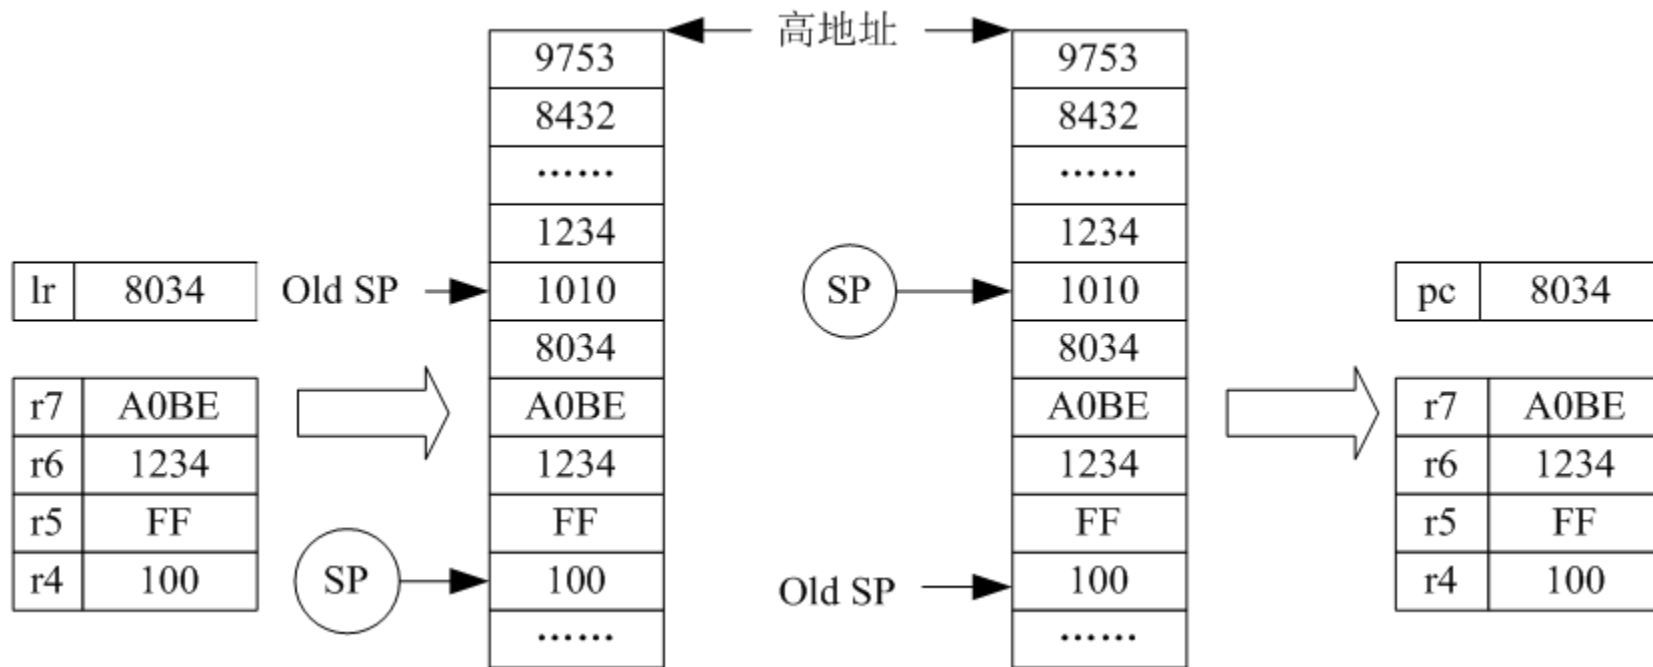 高地址
9753 9753
8432 8432
…… ……
1234 1234
lr 8034 Old SP 1010 SP 1010 pc 8034
8034 8034
r7 A0BE A0BE A0BE r7 A0BE
r6 1234 1234 1234 r6 1234
r5 FF FF FF r5 FF
r4 100 SP 100 Old SP 100 r4 100
…… ……